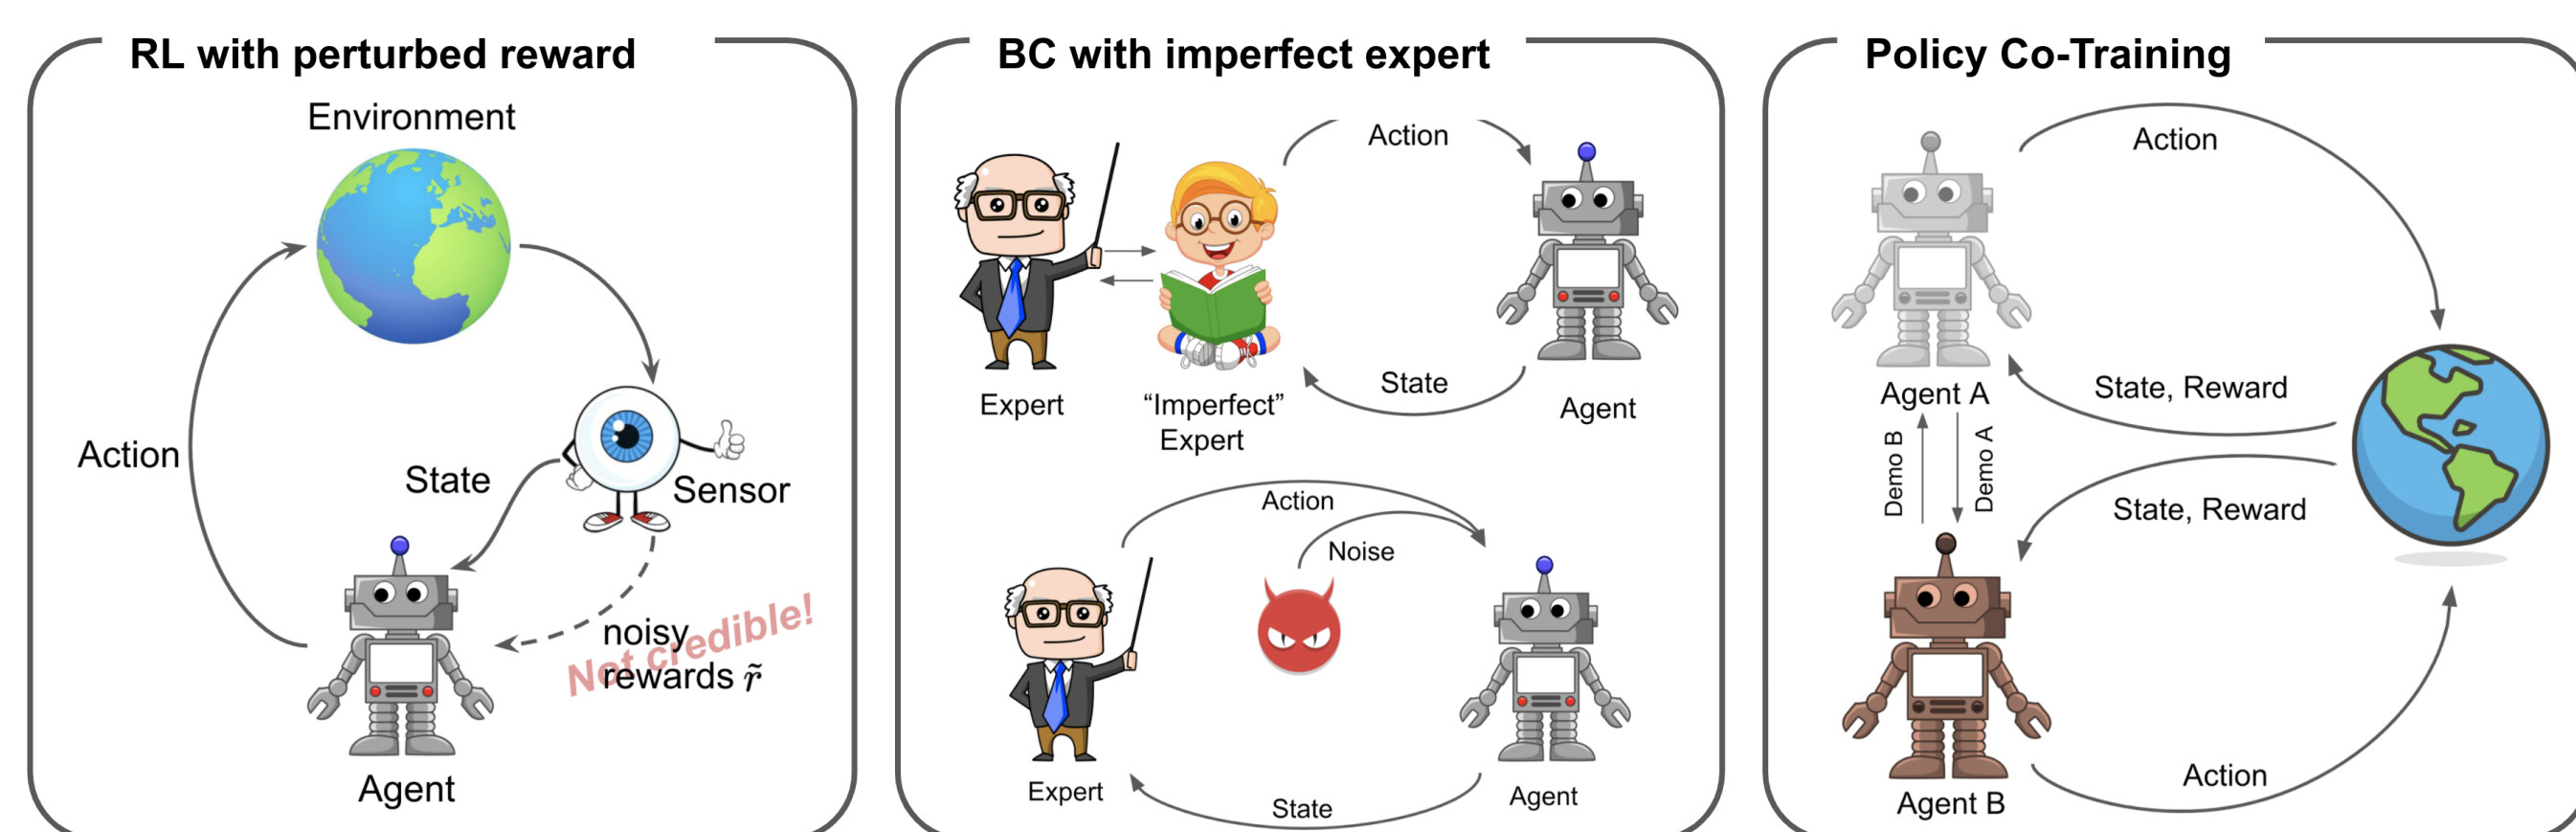 RL with perturbed reward
Environment
Action
State
Sensor
noisy
rewards r̃
Not credible!
Agent
BC with imperfect expert
Action
Expert
“Imperfect”
Expert
State
Agent
Action
Noise
Expert
State
Agent
Policy Co-Training
Action
Agent A
State, Reward
Demo B
Demo A
State, Reward
Agent B
Action